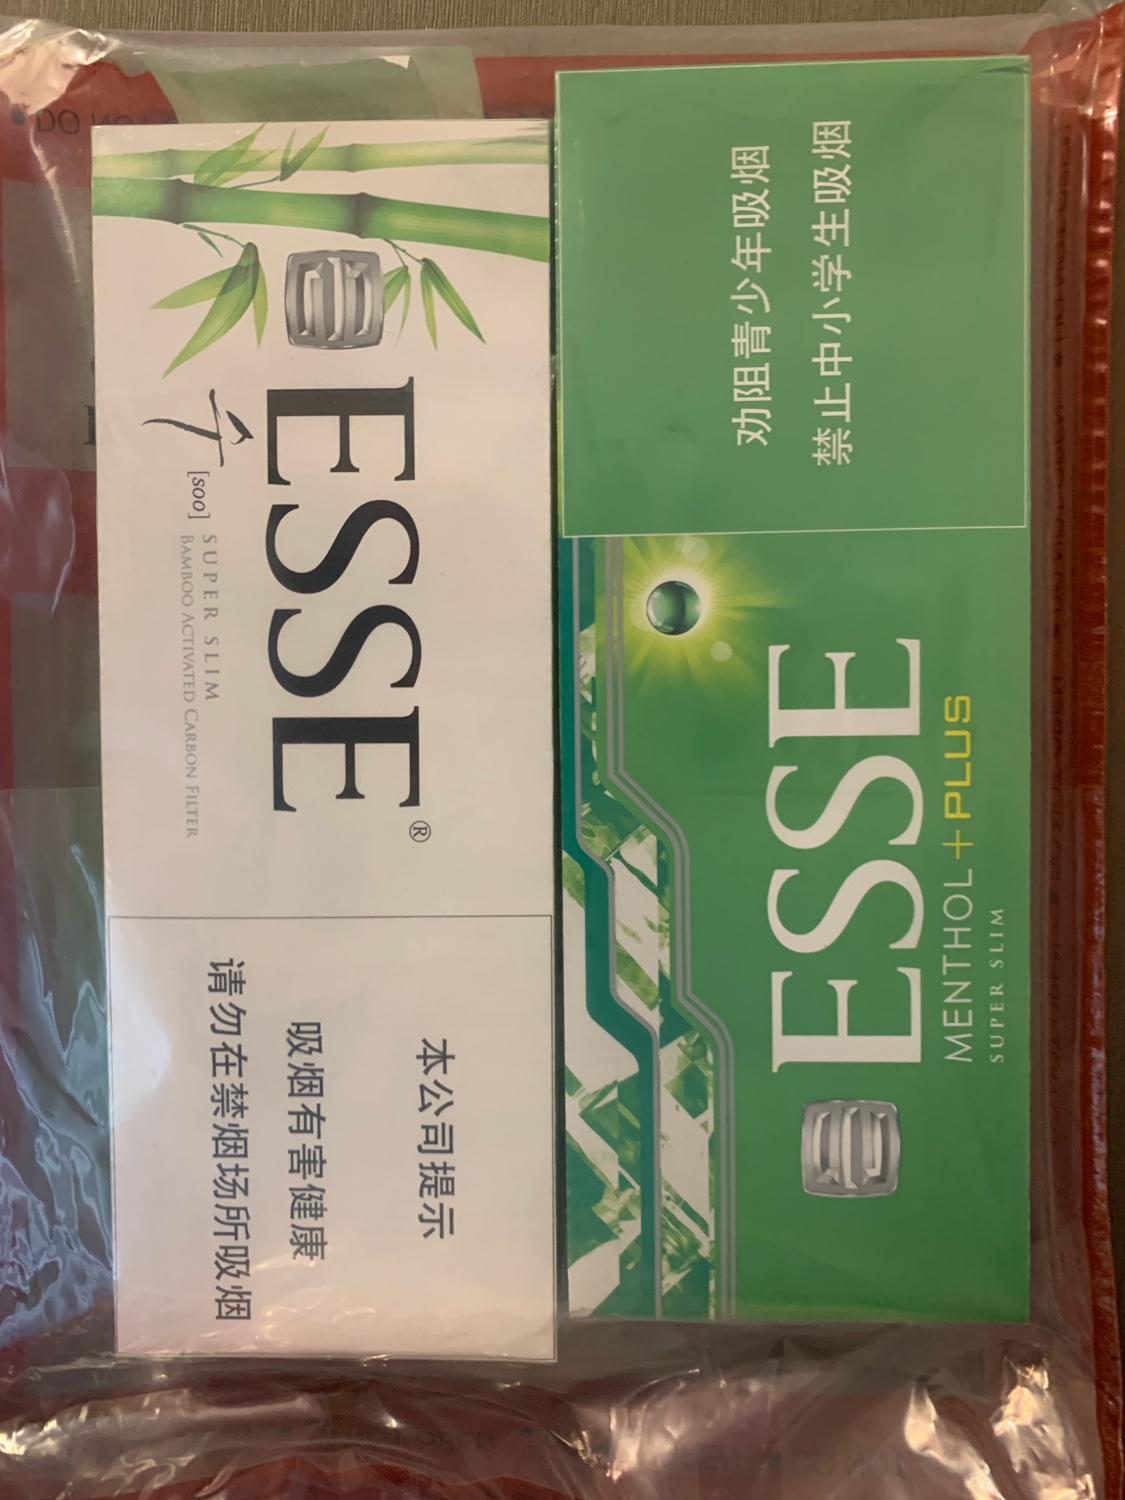 ESSE®
수 [soo] SUPER SLIM
BAMBOO ACTIVATED CARBON FILTER
本公司提示
吸烟有害健康
请勿在禁烟场所吸烟
劝阻青少年吸烟
禁止中小学生吸烟
ESSE
MENTHOL + PLUS
SUPER SLIM